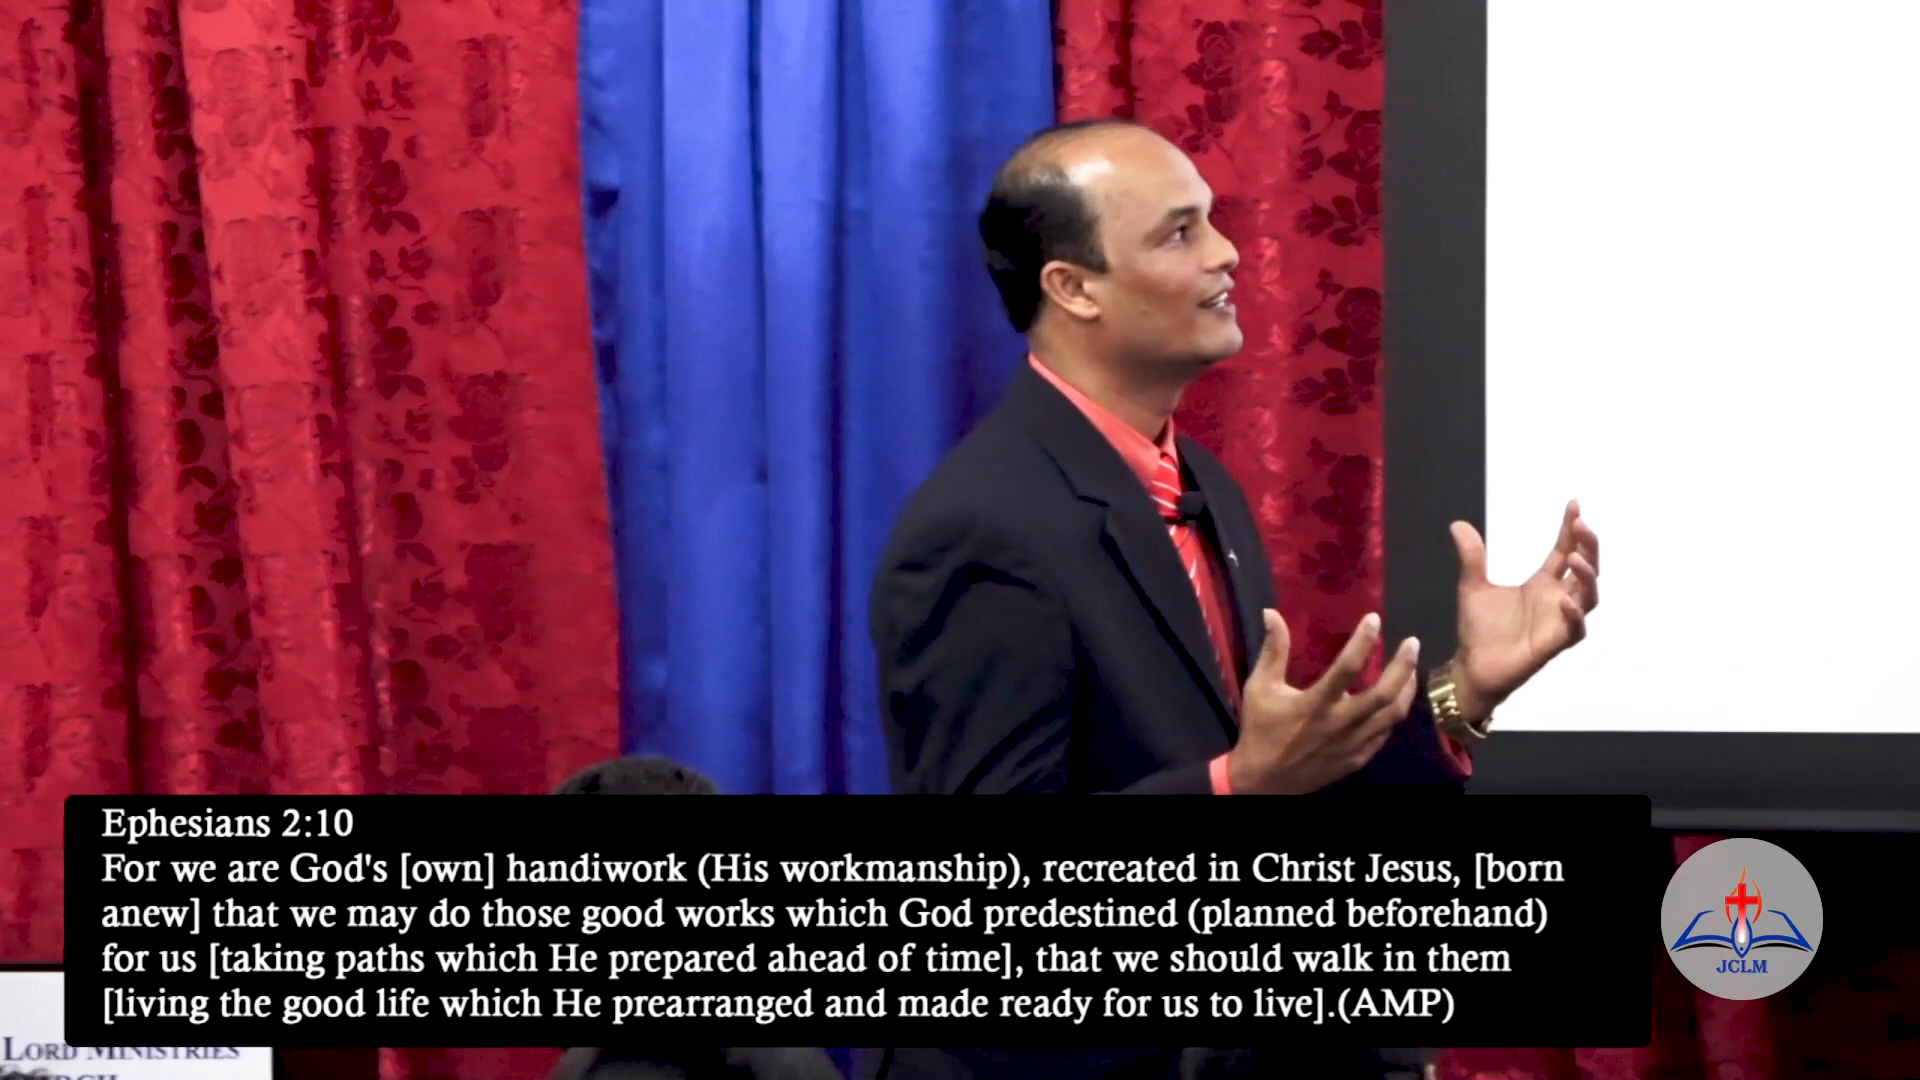 Ephesians 2:10
For we are God's [own] handiwork (His workmanship), recreated in Christ Jesus, [born
anew] that we may do those good works which God predestined (planned beforehand)
for us [taking paths which He prepared ahead of time], that we should walk in them
[living the good life which He prearranged and made ready for us to live].(AMP)
JCLM
LORD MINISTRIES